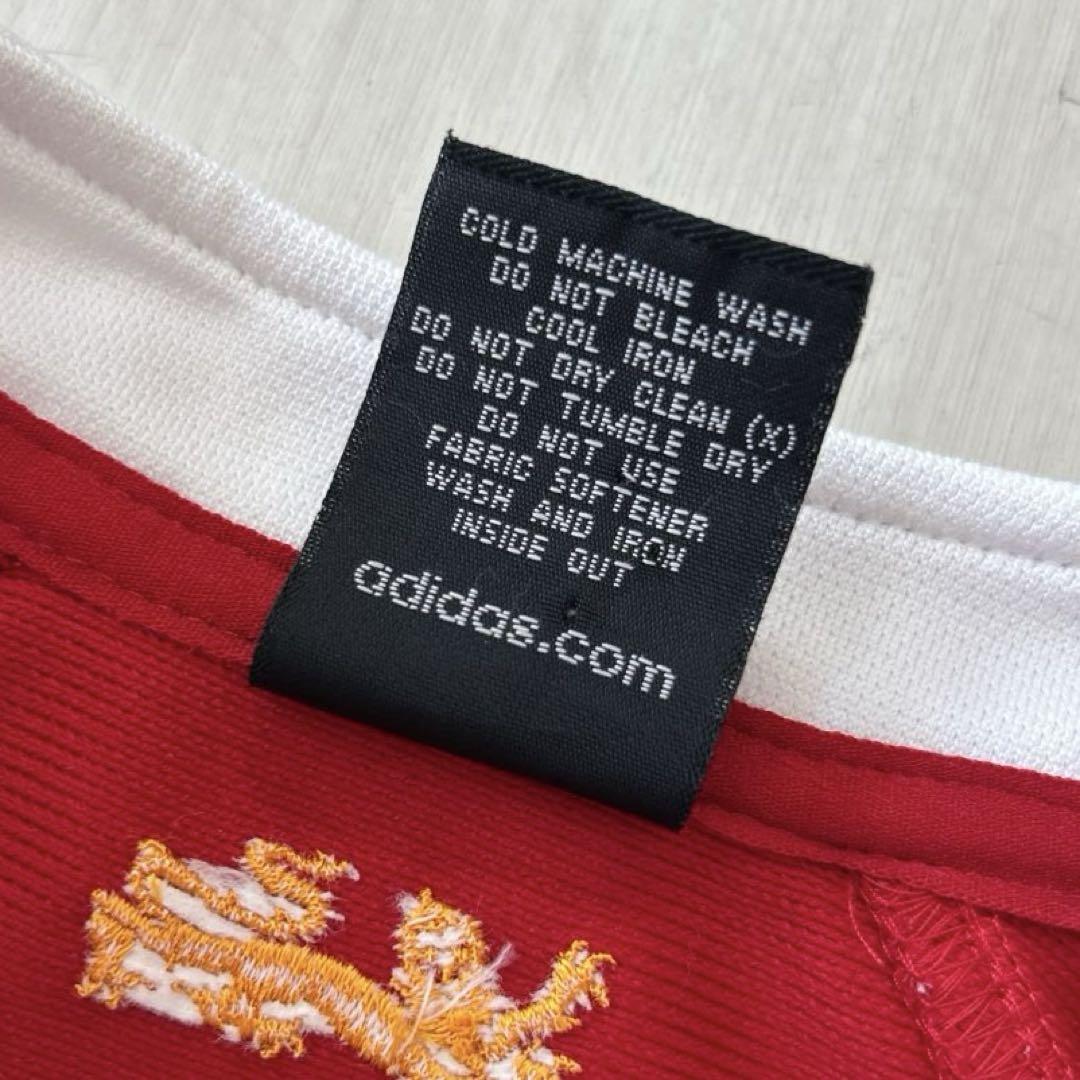 COLD MACHINE WASH
DO NOT BLEACH
COOL IRON
DO NOT DRY CLEAN (X)
DO NOT TUMBLE DRY
DO NOT USE
FABRIC SOFTENER
WASH AND IRON
INSIDE OUT
adidas.com